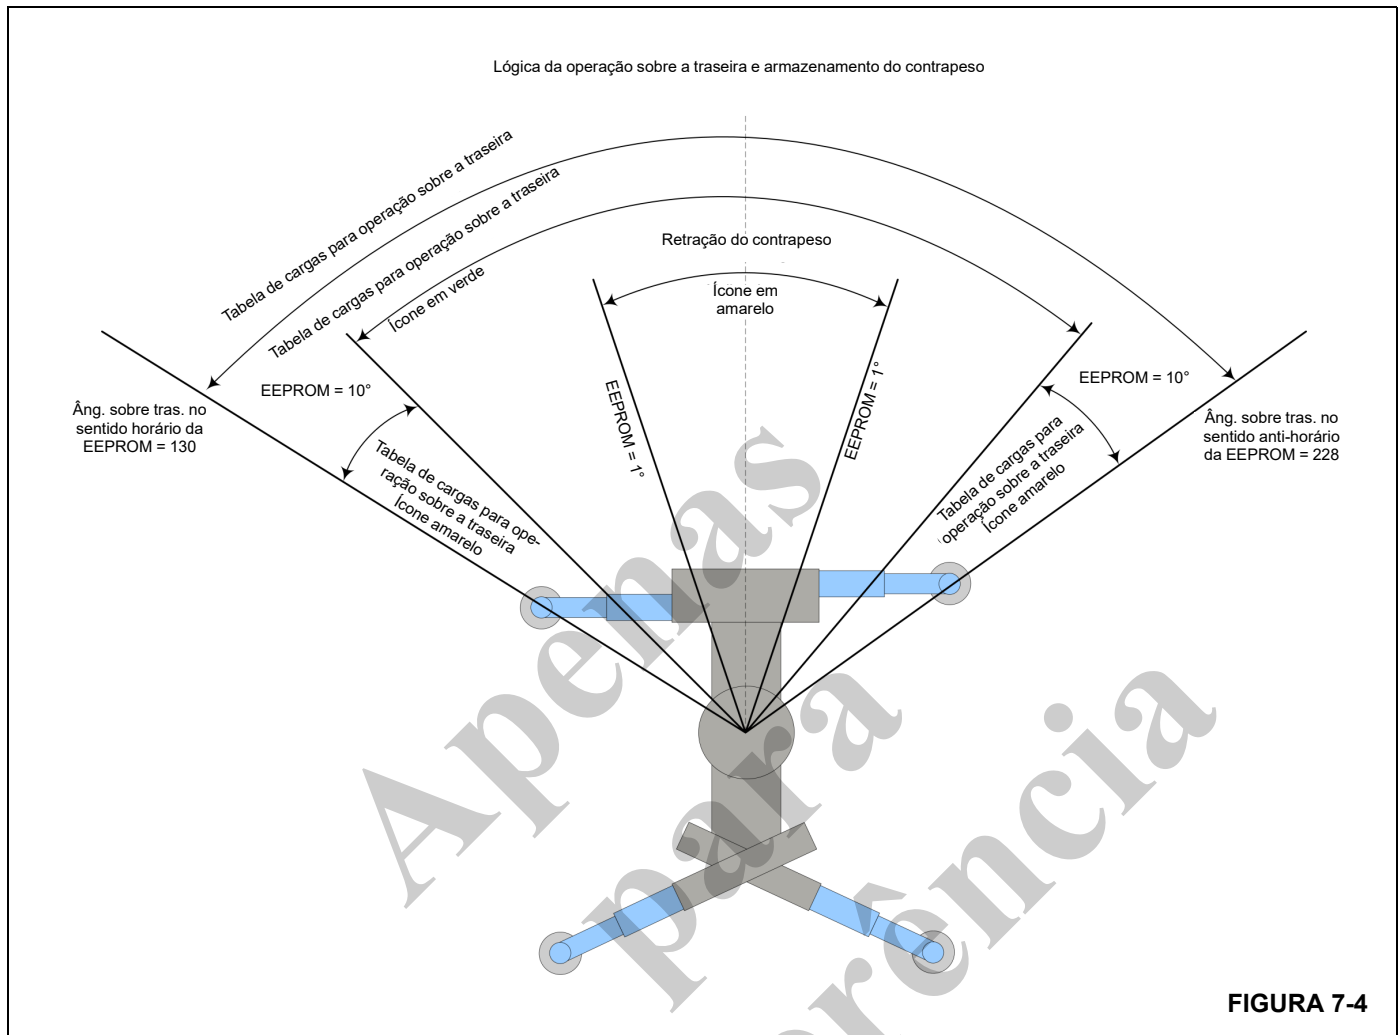 Lógica da operação sobre a traseira e armazenamento do contrapeso
Tabela de cargas para operação sobre a traseira
Tabela de cargas para operação sobre a traseira
Ícone em verde
Retração do contrapeso
Ícone em
amarelo
EEPROM = 10°
EEPROM = 10°
Âng. sobre tras. no
sentido horário da
EEPROM = 130
Âng. sobre tras. no
sentido anti-horário
da EEPROM = 228
EEPROM = 1°
EEPROM = 1°
Tabela de cargas para ope-
ração sobre a traseira
Ícone amarelo
Tabela de cargas para
operação sobre a traseira
Ícone amarelo
Apenas
para
rência
FIGURA 7-4